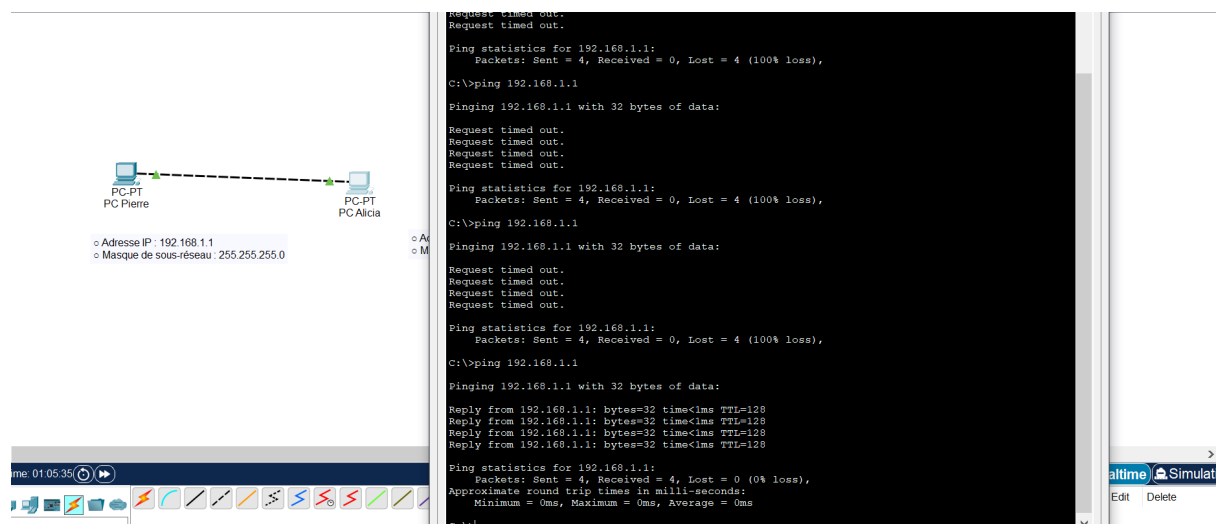 PC-PT
PC Pierre
PC-PT
PC Alicia
○ Adresse IP : 192.168.1.1
○ Masque de sous-réseau : 255.255.255.0
○ 
○ 
Request timed out.
Request timed out.
Ping statistics for 192.168.1.1:
Packets: Sent = 4, Received = 0, Lost = 4 (100% loss),
C:\>ping 192.168.1.1
Pinging 192.168.1.1 with 32 bytes of data:
Request timed out.
Request timed out.
Request timed out.
Request timed out.
Ping statistics for 192.168.1.1:
Packets: Sent = 4, Received = 0, Lost = 4 (100% loss),
C:\>ping 192.168.1.1
Pinging 192.168.1.1 with 32 bytes of data:
Request timed out.
Request timed out.
Request timed out.
Request timed out.
Ping statistics for 192.168.1.1:
Packets: Sent = 4, Received = 0, Lost = 4 (100% loss),
C:\>ping 192.168.1.1
Pinging 192.168.1.1 with 32 bytes of data:
Reply from 192.168.1.1: bytes=32 time<1ms TTL=128
Reply from 192.168.1.1: bytes=32 time<1ms TTL=128
Reply from 192.168.1.1: bytes=32 time<1ms TTL=128
Reply from 192.168.1.1: bytes=32 time<1ms TTL=128
Ping statistics for 192.168.1.1:
Packets: Sent = 4, Received = 4, Lost = 0 (0% loss),
Approximate round trip times in milli-seconds:
Minimum = 0ms, Maximum = 0ms, Average = 0ms
ime: 01:05:35
altime
Simulat
Edit Delete